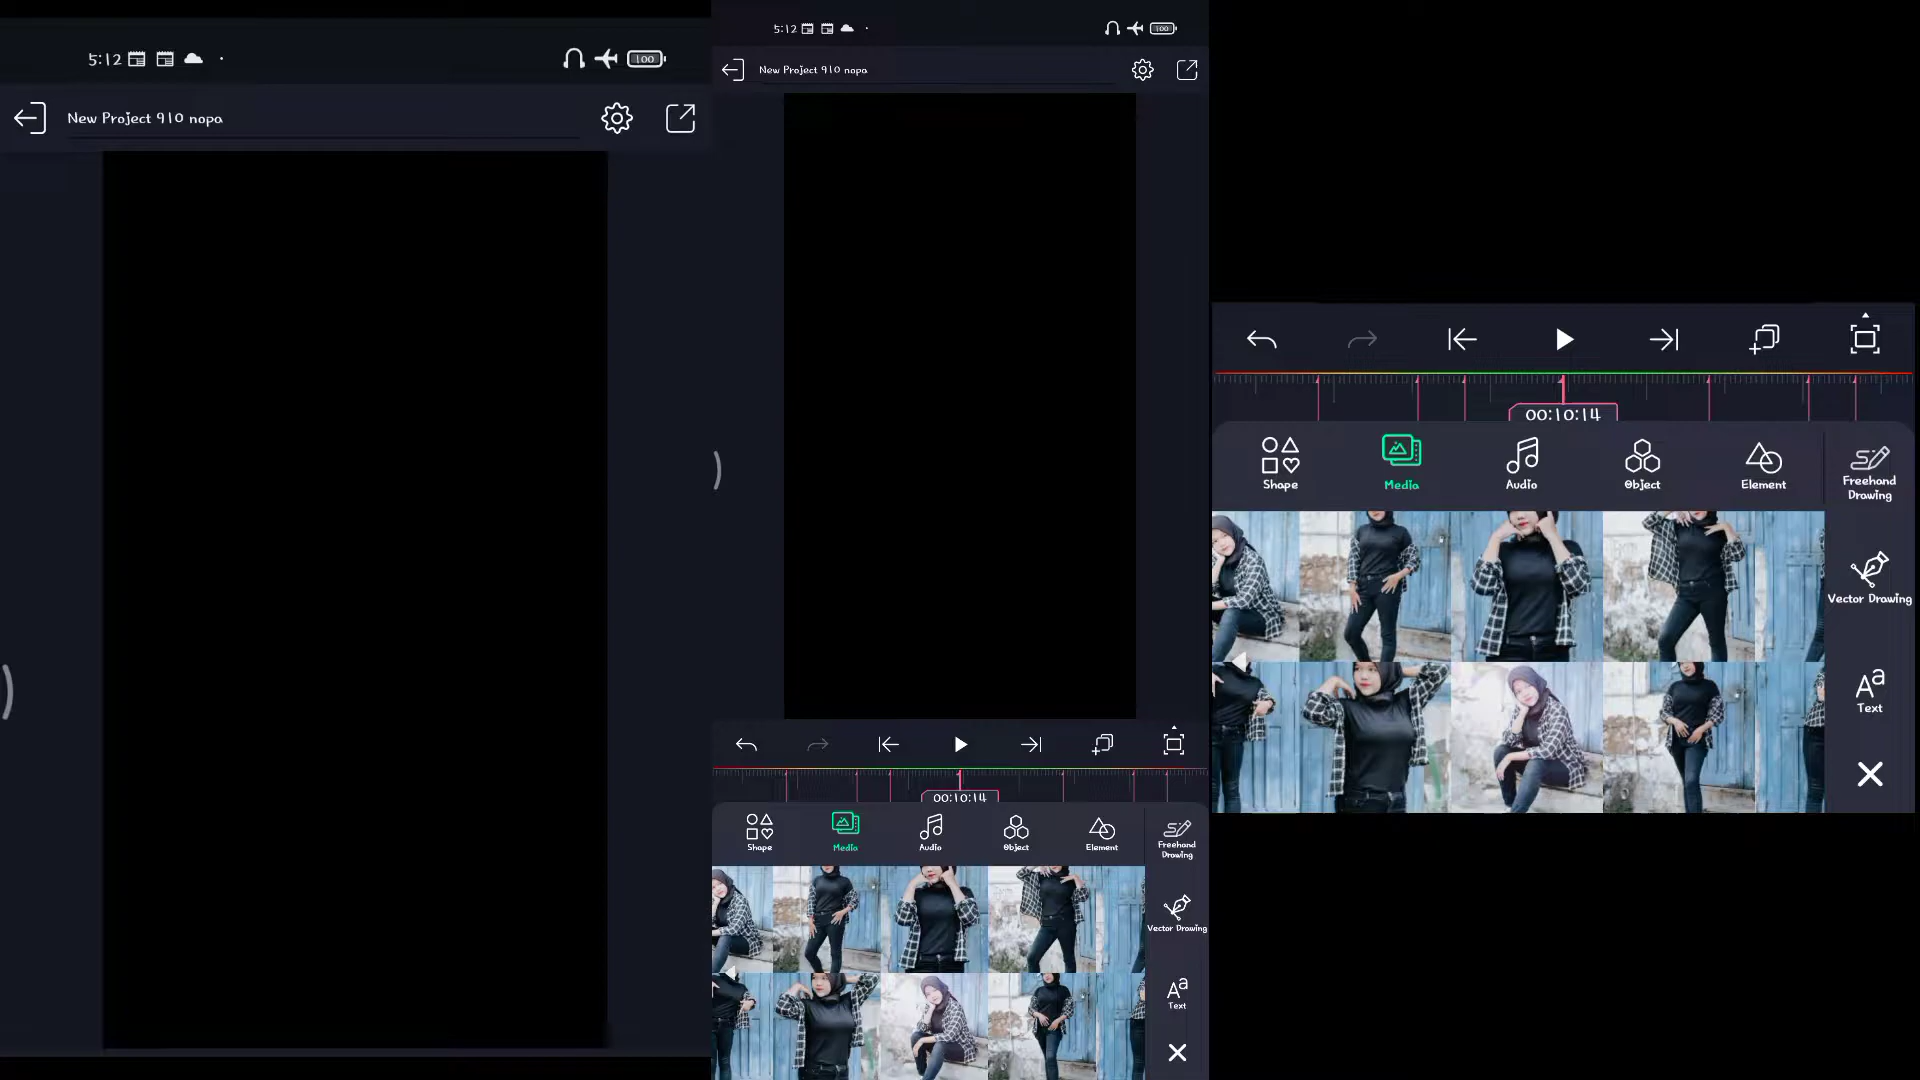 5:12
100
New Project 910 nopa
5:12
100
New Project 910 nopa
00:10:14
Shape
Media
Audio
Object
Element
Freehand
Drawing
Vector Drawing
Aa
Text
00:10:14
Shape
Media
Audio
Object
Element
Freehand
Drawing
Vector Drawing
Aa
Text